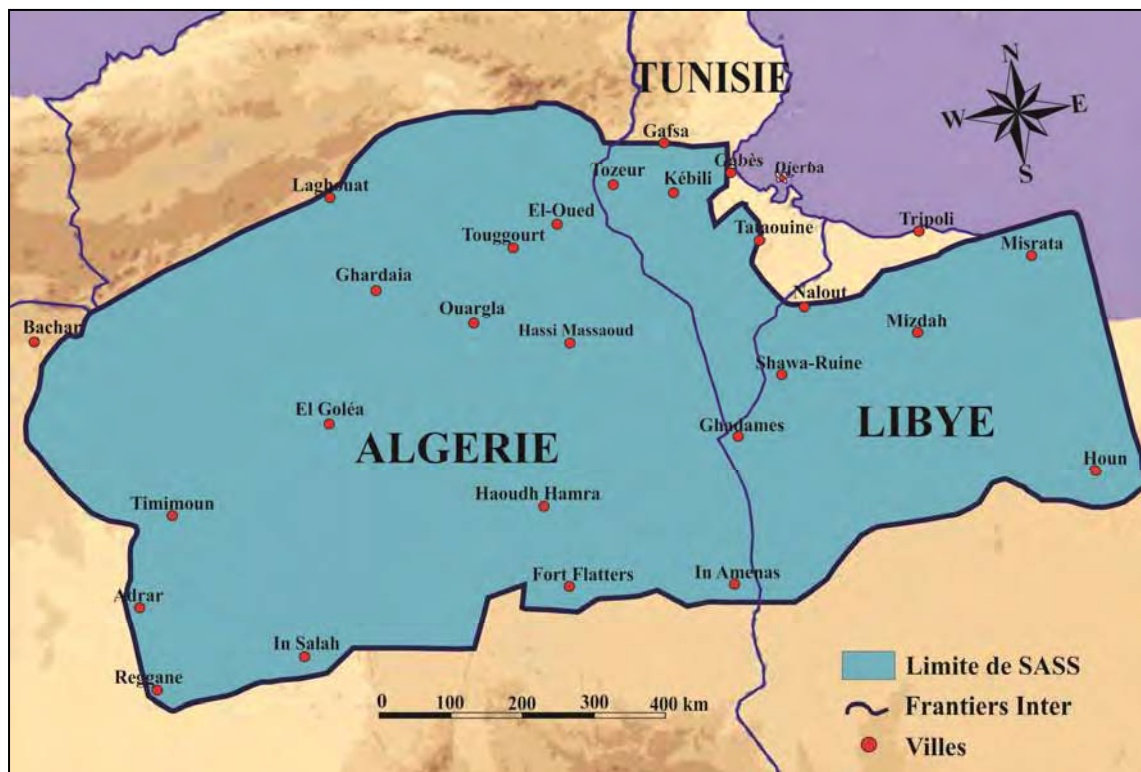 TUNISIE
N
W
E
S
Gafsa
Gabès
Djerba
Tozeur
Kébili
Laghouat
El-Oued
Touggourt
Tataouine
Tripoli
Misrata
Ghardaia
Ouargla
Hassi Massaoud
Nalout
Mizdah
Bachar
Shawa-Ruine
El Goléa
ALGERIE
Ghadames
LIBYE
Houn
Timimoun
Haoudh Hamra
Fort Flatters
In Amenas
Adrar
In Salah
Reggane
0 100 200 300 400 km
Limite de SASS
Frantiers Inter
Villes